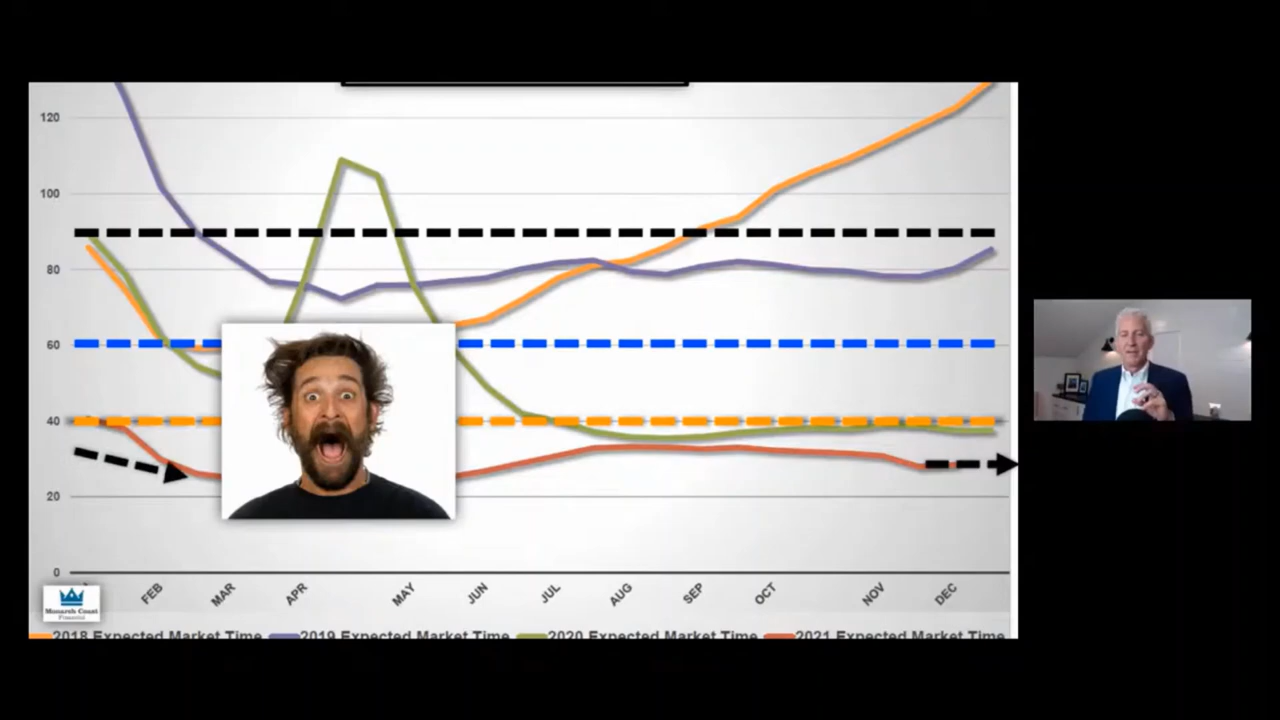 120
100
80
60
40
20
0
FEB MAR APR MAY JUN JUL AUG SEP OCT NOV DEC
Monarch Coast
Financial
2018 Expected Market Time 2019 Expected Market Time 2020 Expected Market Time 2021 Expected Market Time